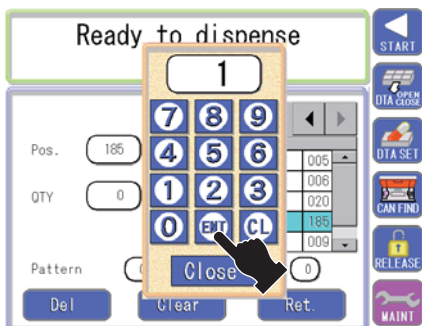 Ready to dispense
1
7 8 9
4 5 6
1 2 3
0 ENT CL
Close
Pos. 185
QTY 0
Pattern 0
005
006
020
185
009
Del Clear Ret.
START
DTA OPEN CLOSE
DTA SET
CAN FIND
RELEASE
MAINT